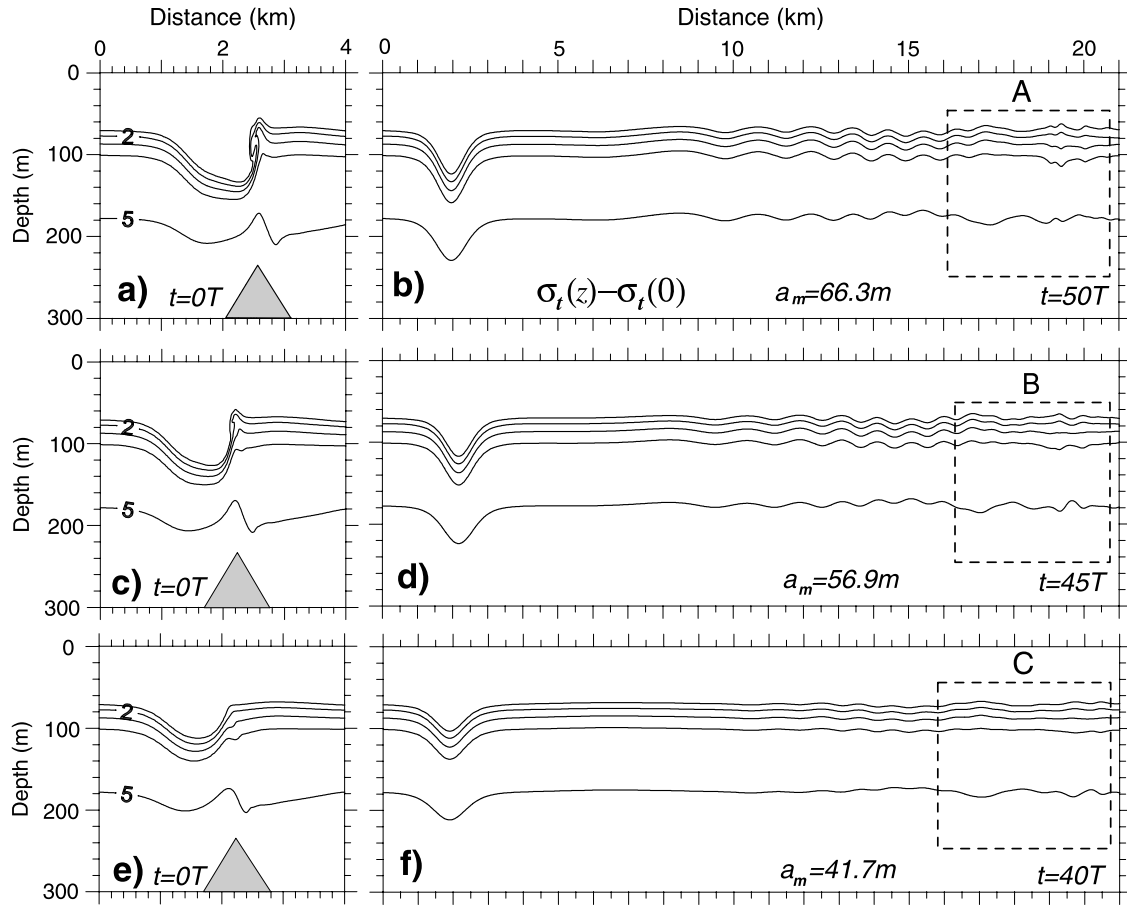 Distance (km)
Distance (km)
0 2 4
0 5 10 15 20
0
100
200
300
Depth (m)
2
5
a)
t=0T
A
b)
σt(z)−σt(0)
am=66.3m
t=50T
0
100
200
300
Depth (m)
2
5
c)
t=0T
B
d)
am=56.9m
t=45T
0
100
200
300
Depth (m)
2
5
e)
t=0T
C
f)
am=41.7m
t=40T